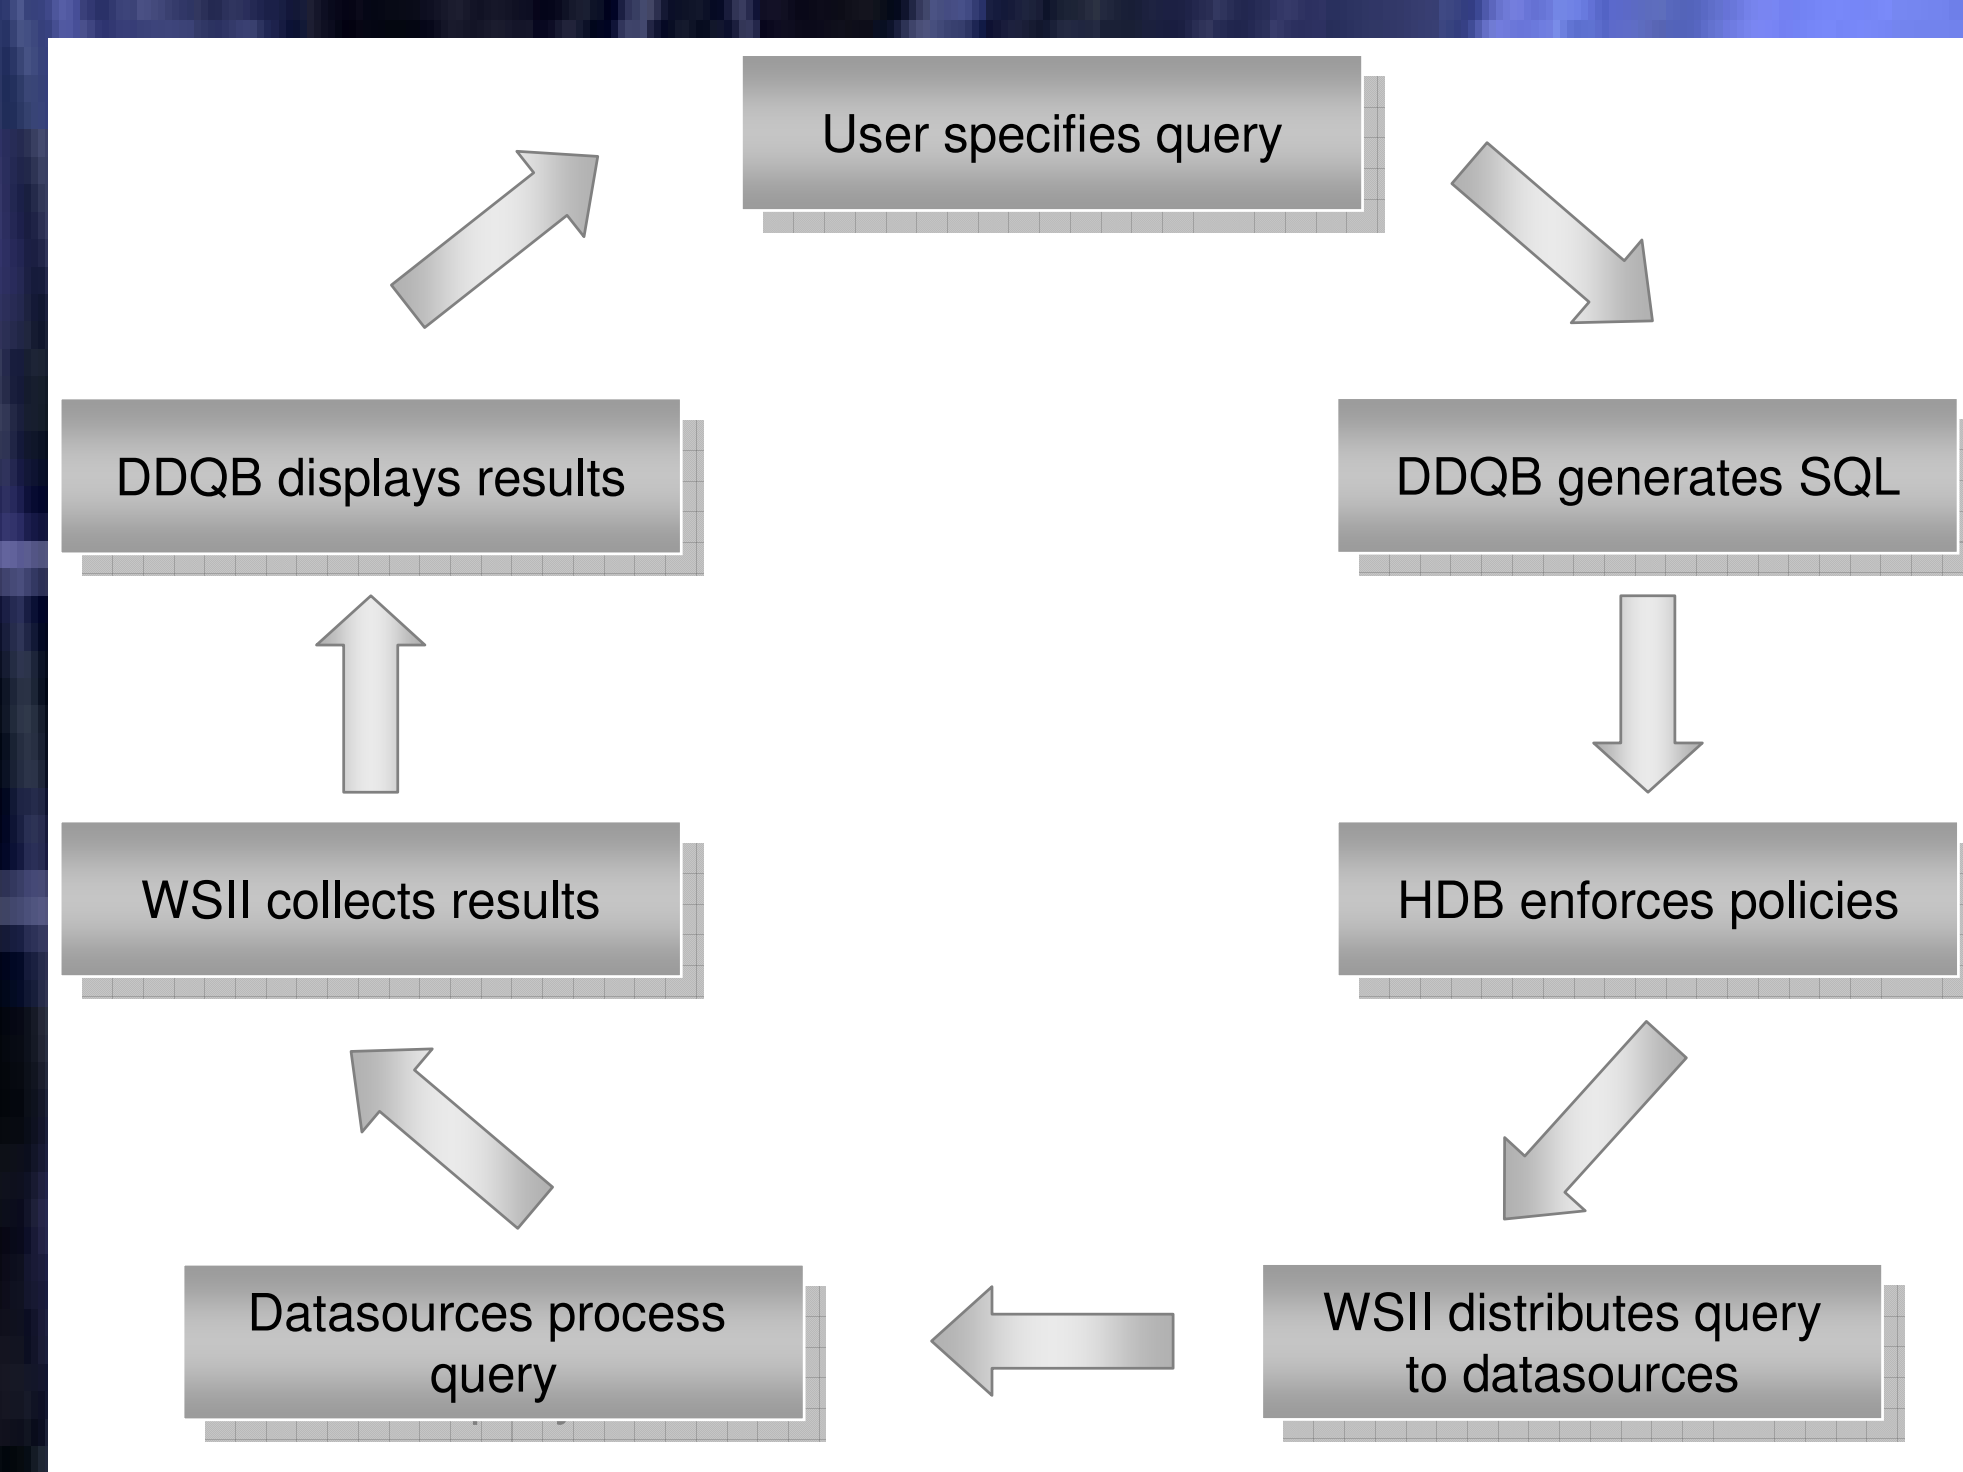 User specifies query
DDQB generates SQL
HDB enforces policies
WSII distributes query
to datasources
Datasources process
query
WSII collects results
DDQB displays results